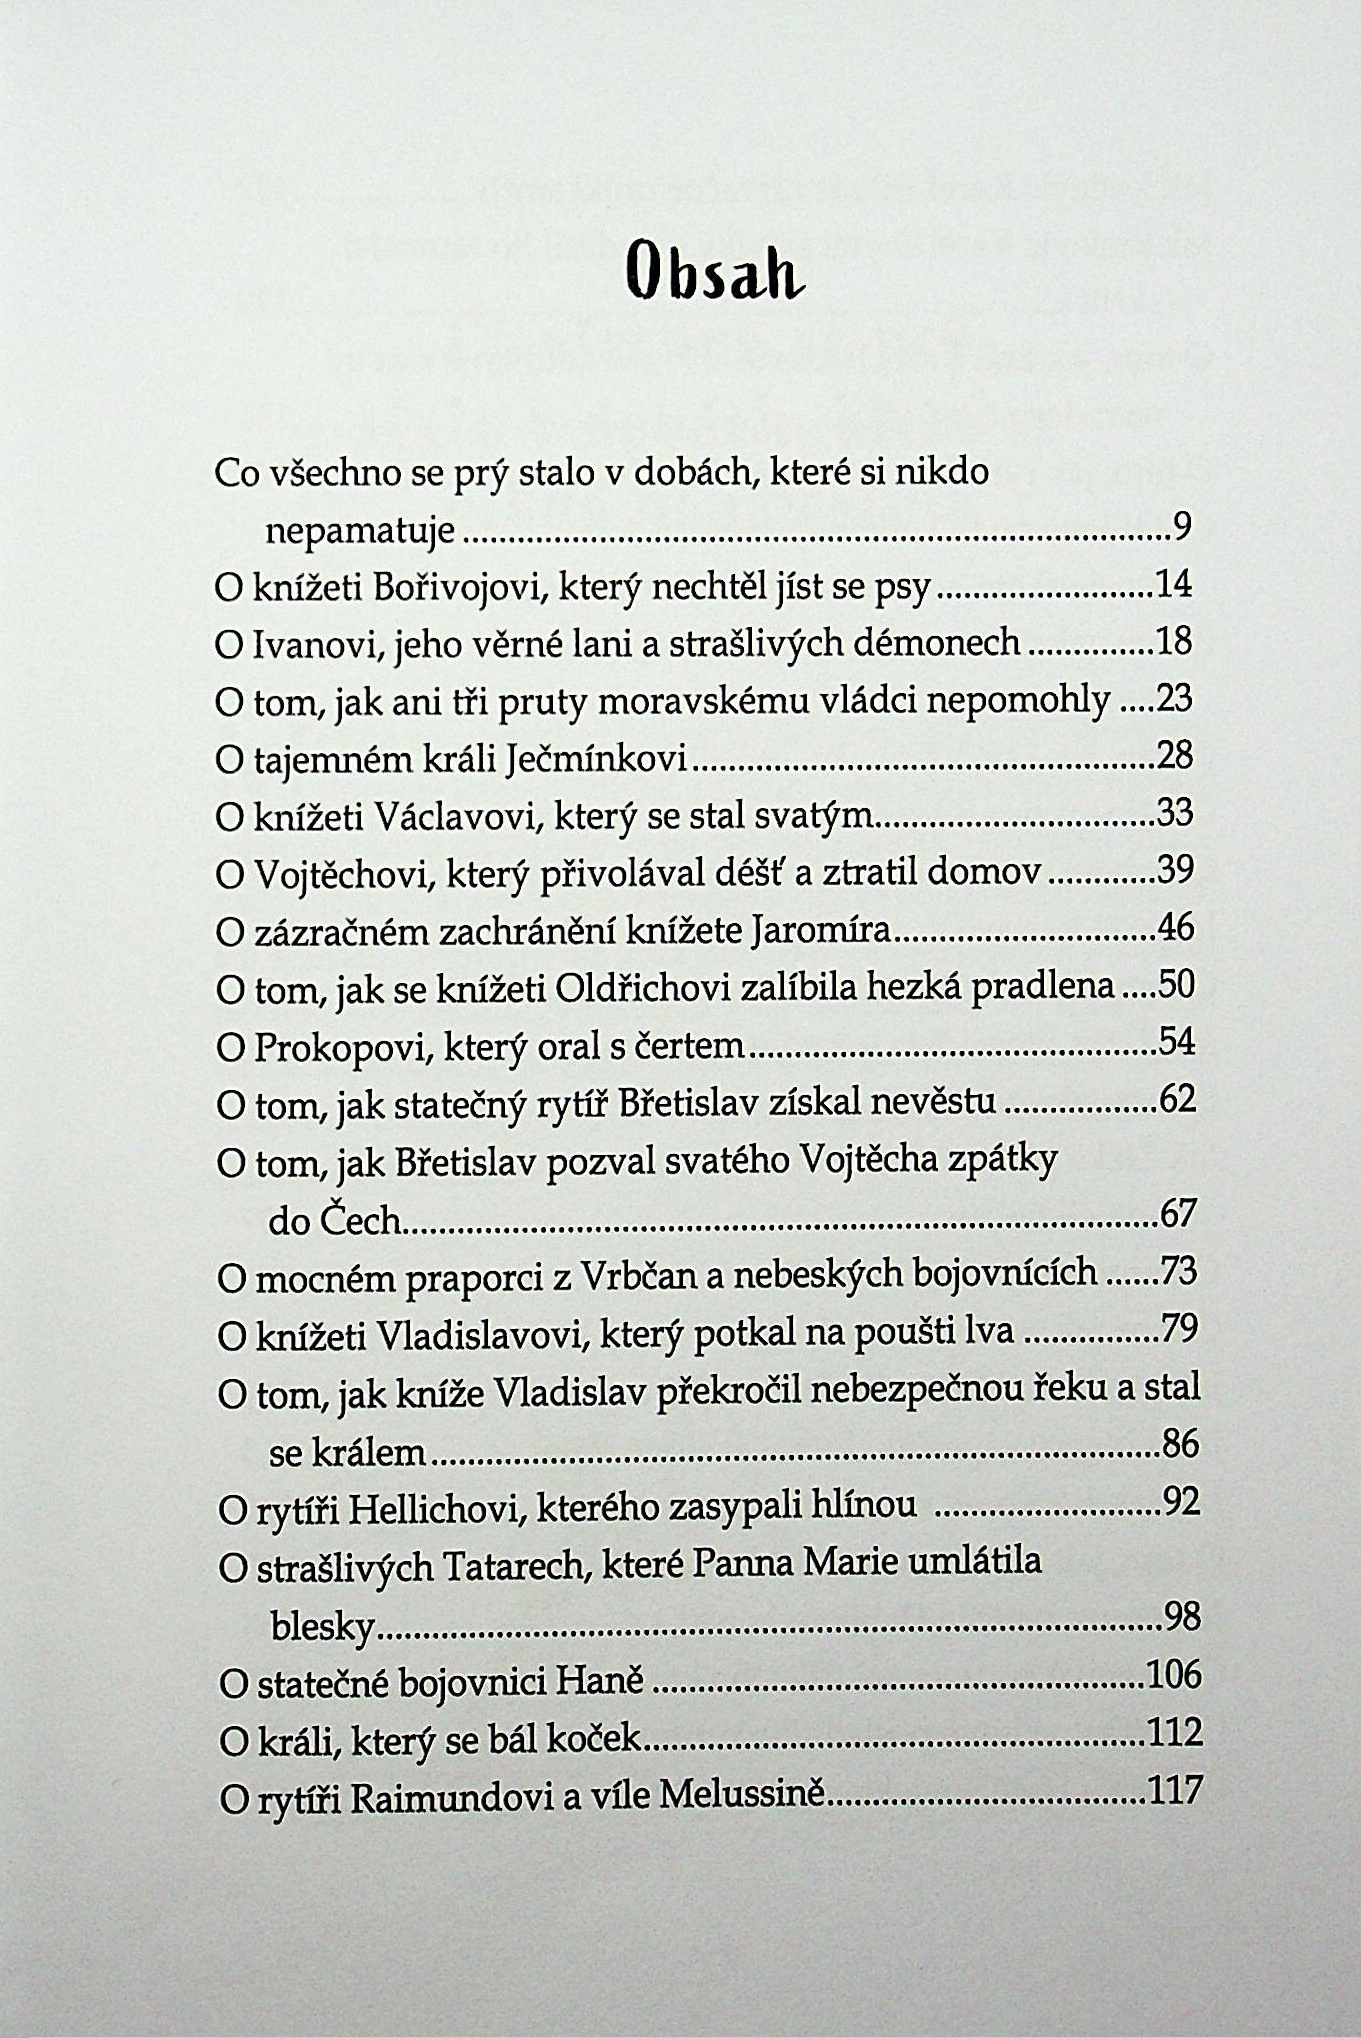 Obsah
Co všechno se prý stalo v dobách, které si nikdo
nepamatuje.....9
O knížeti Bořivojovi, který nechtěl jíst se psy.....14
O Ivanovi, jeho věrné lani a strašlivých démonech.....18
O tom, jak ani tři pruty moravskému vládci nepomohly....23
O tajemném králi Ječmínkovi.....28
O knížeti Václavovi, který se stal svatým.....33
O Vojtěchovi, který přivolával déšť a ztratil domov.....39
O zázračném zachránění knížete Jaromíra.....46
O tom, jak se knížeti Oldřichovi zalíbila hezká pradlena....50
O Prokopovi, který oral s čertem.....54
O tom, jak statečný rytíř Břetislav získal nevěstu.....62
O tom, jak Břetislav pozval svatého Vojtěcha zpátky
do Čech.....67
O mocném praporci z Vrbčan a nebeských bojovnících......73
O knížeti Vladislavovi, který potkal na poušti lva.....79
O tom, jak kníže Vladislav překročil nebezpečnou řeku a stal
se králem.....86
O rytíři Hellichovi, kterého zasypali hlínou .....92
O strašlivých Tatarech, které Panna Marie umlátila
blesky.....98
O statečné bojovnici Haně.....106
O králi, který se bál koček.....112
O rytíři Raimundovi a víle Melussině.....117